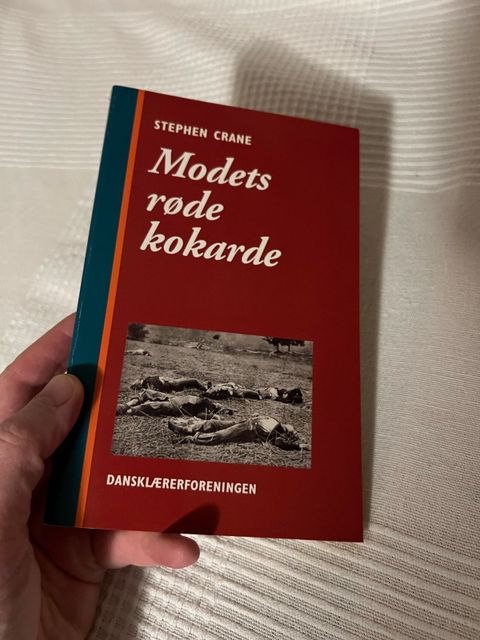 STEPHEN CRANE
Modets
røde
kokarde
DANSKLÆRERFORENINGEN